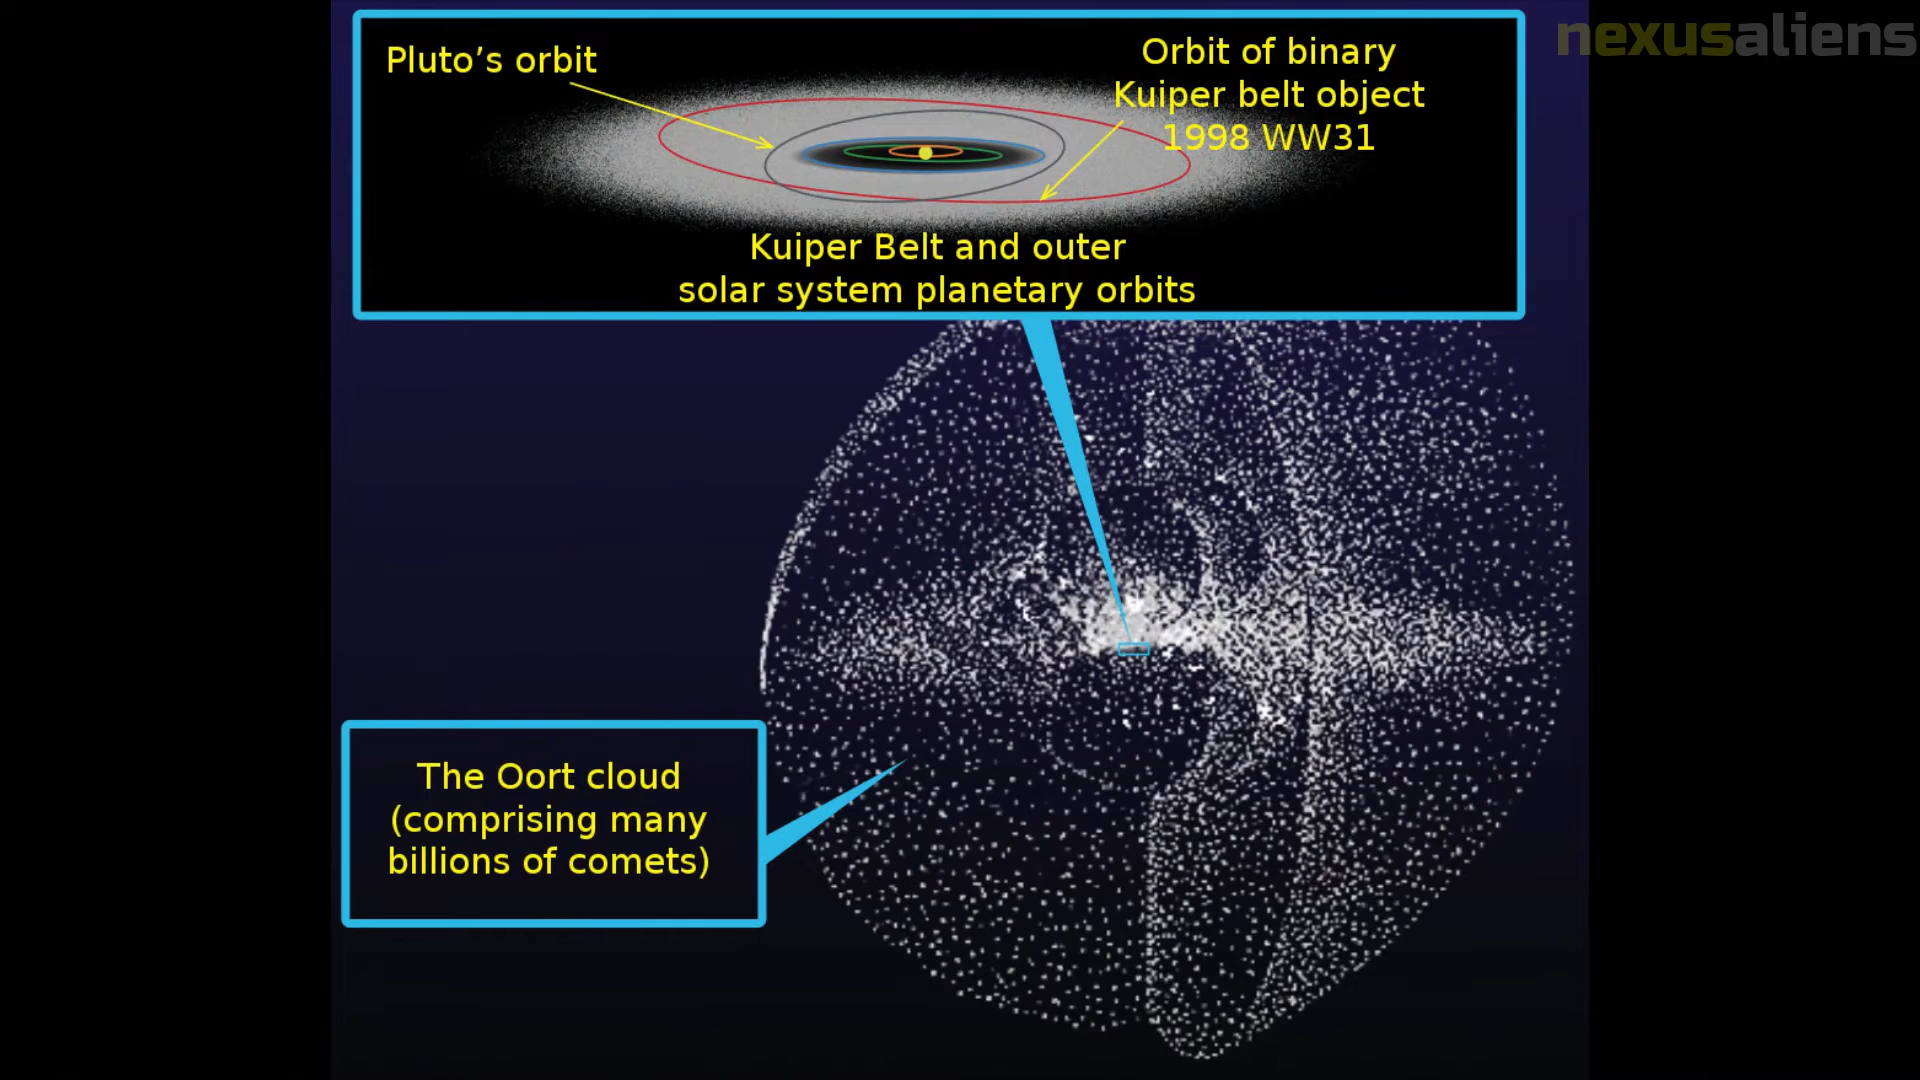 nexusaliens
Pluto’s orbit
Orbit of binary
Kuiper belt object
1998 WW31
Kuiper Belt and outer
solar system planetary orbits
The Oort cloud
(comprising many
billions of comets)